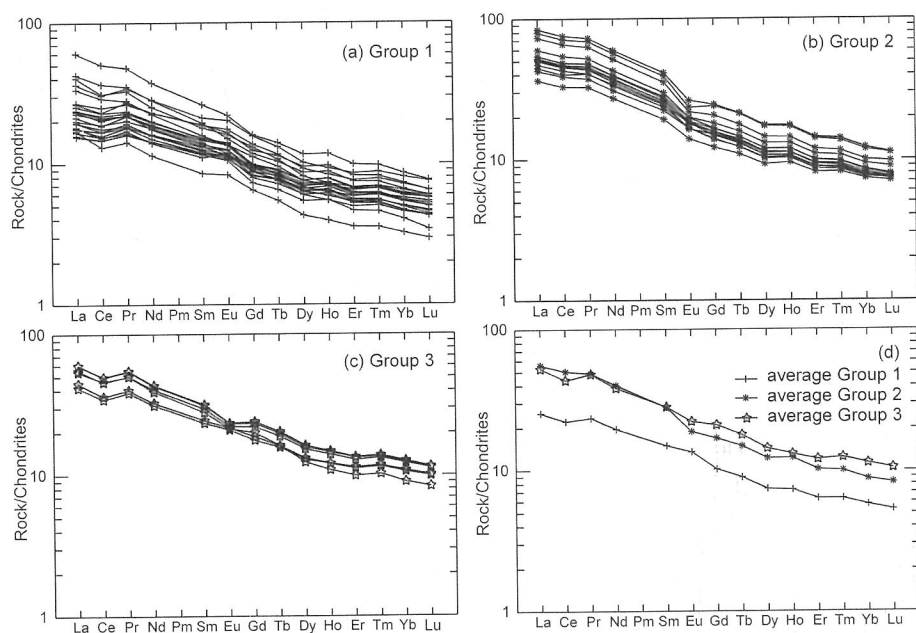 100
(a) Group 1
Rock/Chondrites
10
1
La Ce Pr Nd Pm Sm Eu Gd Tb Dy Ho Er Tm Yb Lu
100
(b) Group 2
Rock/Chondrites
10
1
La Ce Pr Nd Pm Sm Eu Gd Tb Dy Ho Er Tm Yb Lu
100
(c) Group 3
Rock/Chondrites
10
1
La Ce Pr Nd Pm Sm Eu Gd Tb Dy Ho Er Tm Yb Lu
100
(d)
average Group 1
average Group 2
average Group 3
Rock/Chondrites
10
1
La Ce Pr Nd Pm Sm Eu Gd Tb Dy Ho Er Tm Yb Lu